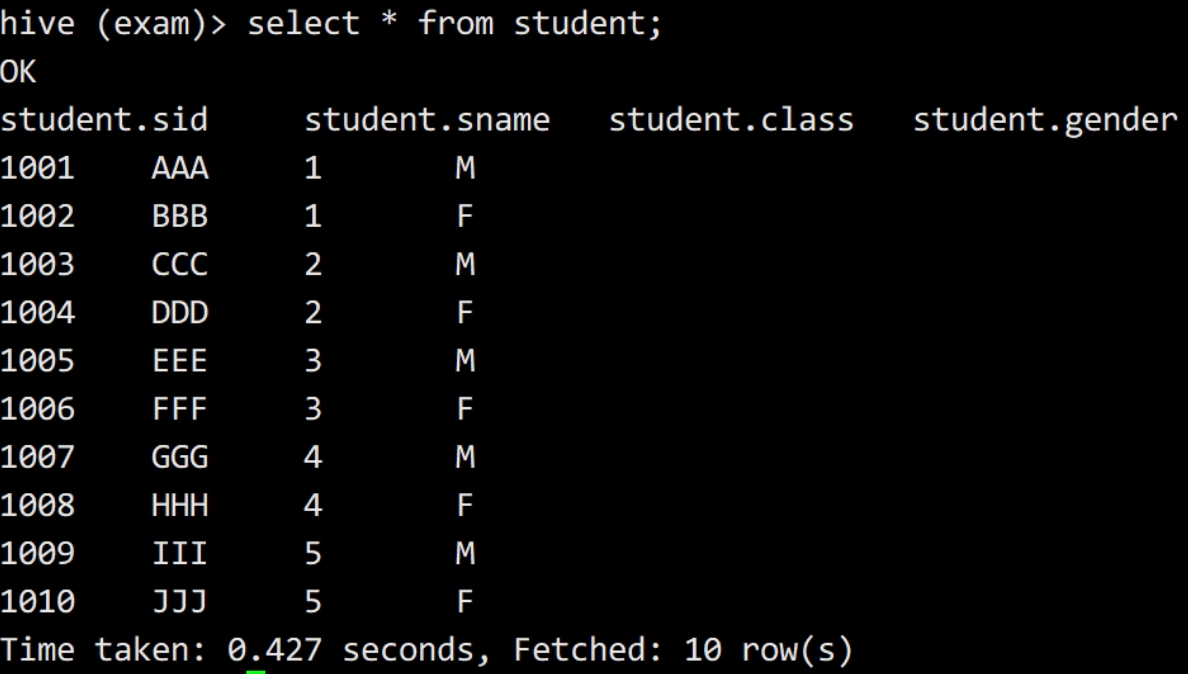 hive (exam)> select * from student;
OK
student.sid     student.sname   student.class   student.gender
1001    AAA     1       M
1002    BBB     1       F
1003    CCC     2       M
1004    DDD     2       F
1005    EEE     3       M
1006    FFF     3       F
1007    GGG     4       M
1008    HHH     4       F
1009    III     5       M
1010    JJJ     5       F
Time taken: 0.427 seconds, Fetched: 10 row(s)